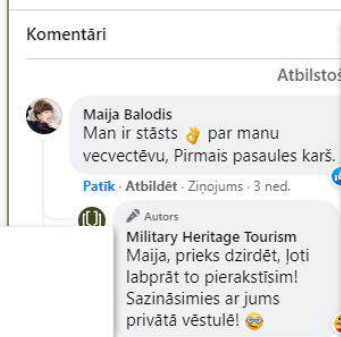 Komentāri
Maija Balodis
Man ir stāsts 👌 par manu
vecvectēvu, Pirmais pasaules karš.
Patīk · Atbildēt · Ziņojums · 3 ned.
Autors
Military Heritage Tourism
Maija, prieks dzirdēt, ļoti
labprāt to pierakstīsim!
Sazināsimies ar jums
privātā vēstulē! 🤓